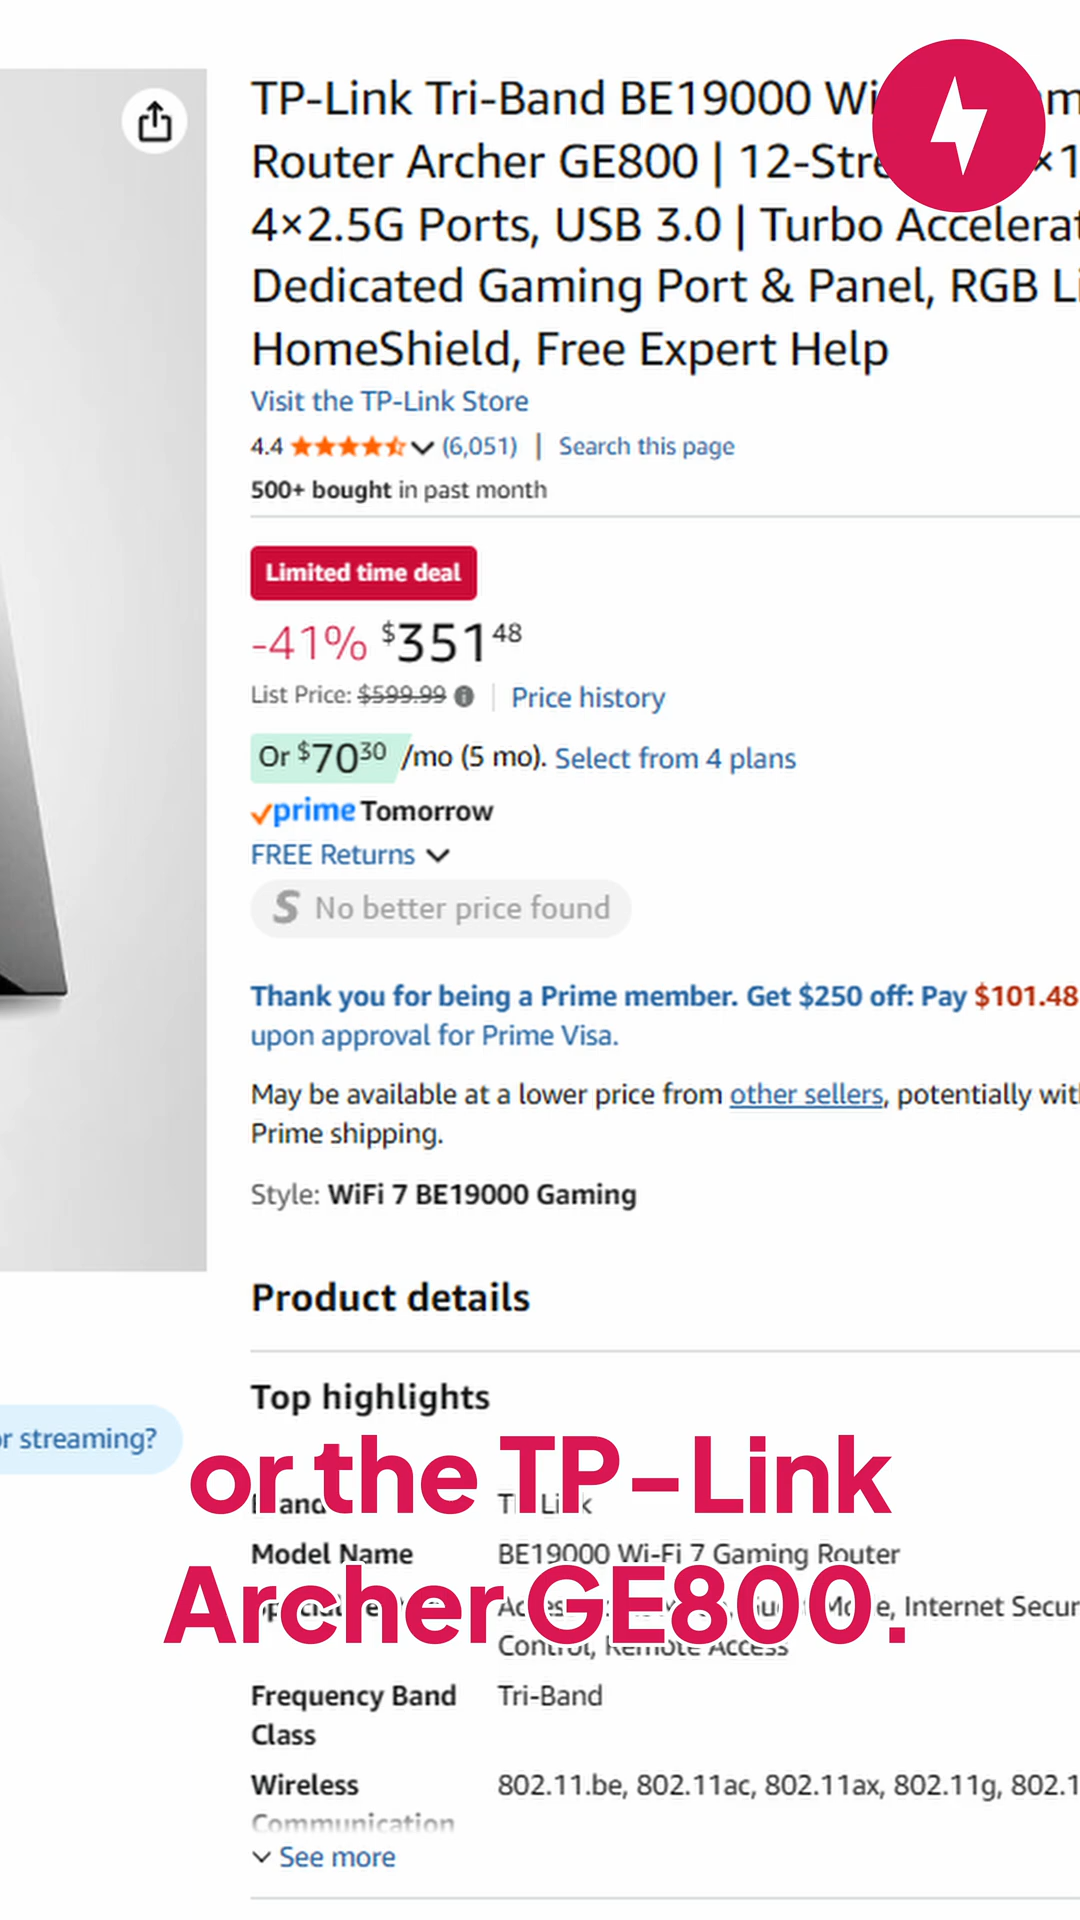 TP-Link Tri-Band BE19000
Router Archer GE800 | 12-Stre
4×2.5G Ports, USB 3.0 | Turbo Accelerat
Dedicated Gaming Port & Panel, RGB Li
HomeShield, Free Expert Help
Visit the TP-Link Store
4.4 (6,051) | Search this page
500+ bought in past month
Limited time deal
-41% $351 48
List Price: $599.99 | Price history
Or $70 30 /mo (5 mo). Select from 4 plans
prime Tomorrow
FREE Returns
S No better price found
Thank you for being a Prime member. Get $250 off: Pay $101.48
upon approval for Prime Visa.
May be available at a lower price from other sellers, potentially wit
Prime shipping.
Style: WiFi 7 BE19000 Gaming
Product details
Top highlights
or streaming?
or the TP-Link
Model Name BE19000 Wi-Fi 7 Gaming Router
Archer GE800.
Internet Secur
Control, Remote Access
Frequency Band Tri-Band
Class
Wireless 802.11.be, 802.11ac, 802.11ax, 802.11g, 802.1
Communication
See more